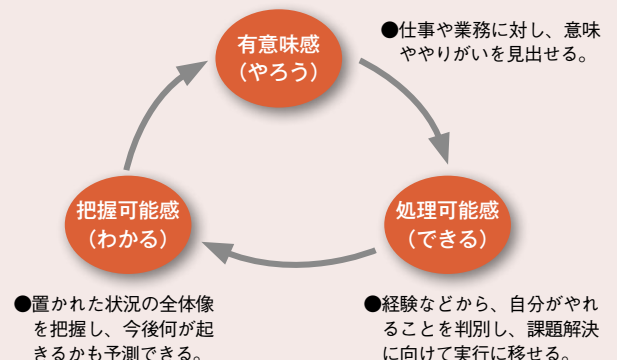 有意味感
（やろう）
●仕事や業務に対し、意味
ややりがいを見出せる。
把握可能感
（わかる）
処理可能感
（できる）
●置かれた状況の全体像
を把握し、今後何が起
きるかも予測できる。
●経験などから、自分がやれ
ることを判別し、課題解決
に向けて実行に移せる。